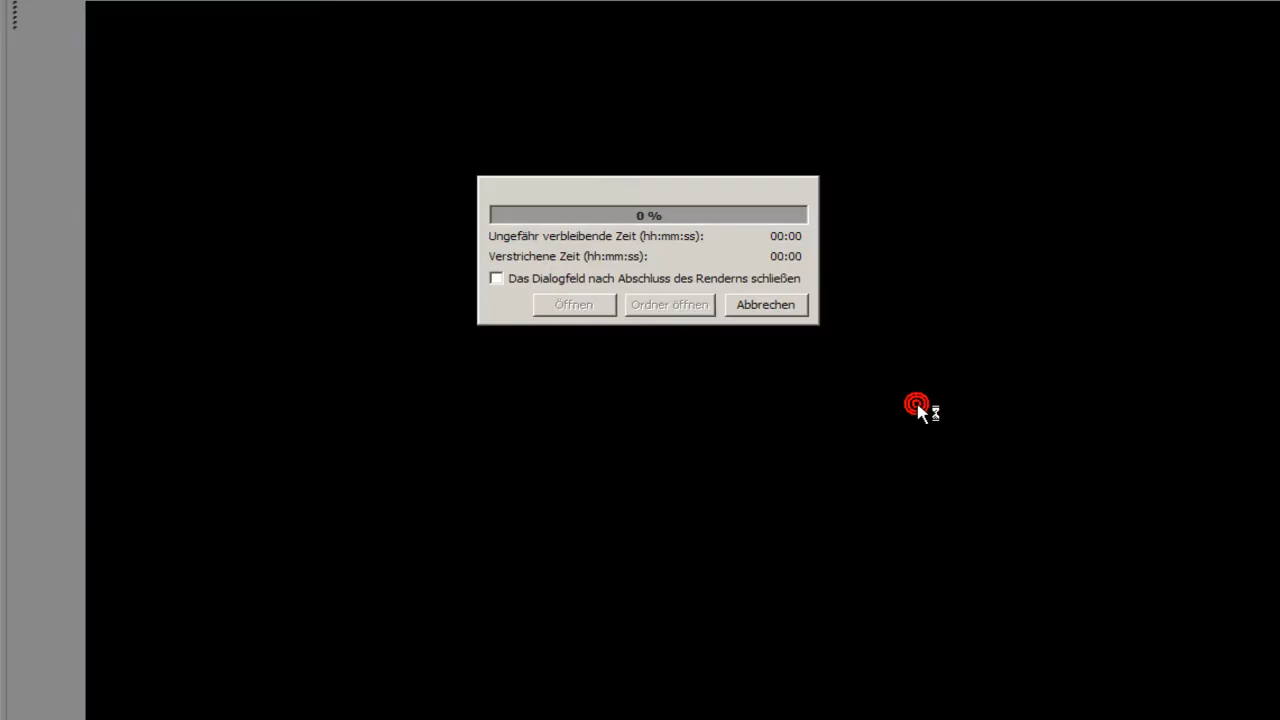 0 %
Ungefähr verbleibende Zeit (hh:mm:ss): 00:00
Verstrichene Zeit (hh:mm:ss): 00:00
Das Dialogfeld nach Abschluss des Renderns schließen
Öffnen Ordner öffnen Abbrechen